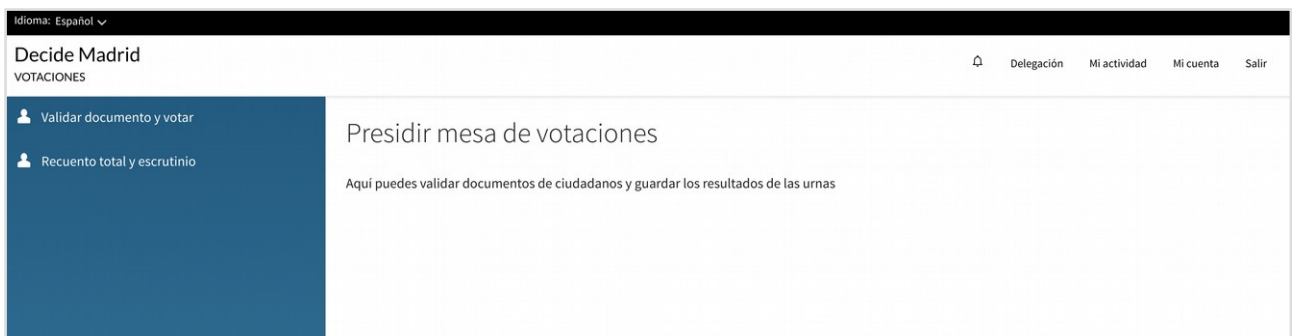 Idioma: Español
Decide Madrid
VOTACIONES
Delegación Mi actividad Mi cuenta Salir
Validar documento y votar
Recuento total y escrutinio
Presidir mesa de votaciones
Aquí puedes validar documentos de ciudadanos y guardar los resultados de las urnas